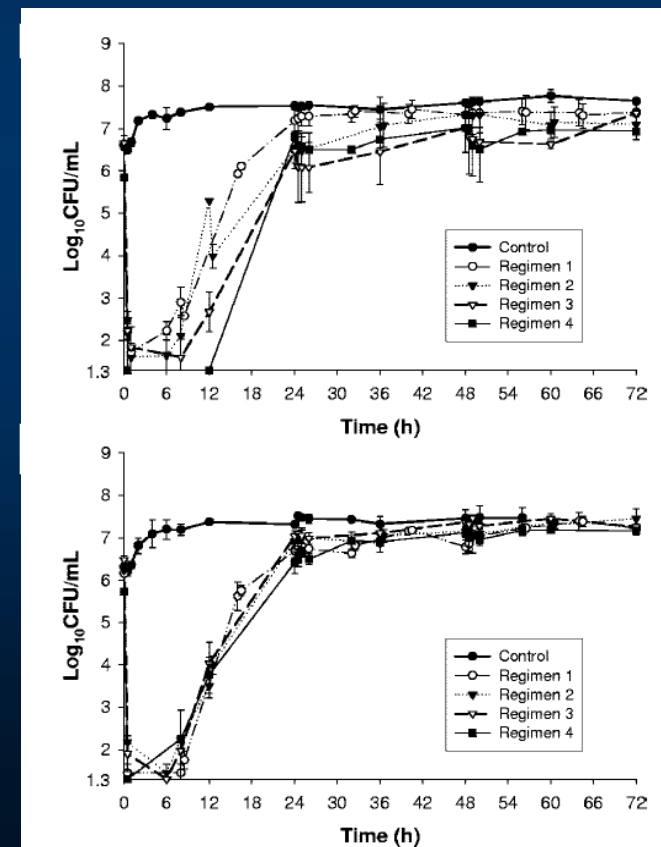 9
8
7
6
5
4
3
2
1.3
Log10CFU/mL
Control
Regimen 1
Regimen 2
Regimen 3
Regimen 4
0 6 12 18 24 30 36 42 48 54 60 66 72
Time (h)
9
8
7
6
5
4
3
2
1.3
Log10CFU/mL
Control
Regimen 1
Regimen 2
Regimen 3
Regimen 4
0 6 12 18 24 30 36 42 48 54 60 66 72
Time (h)